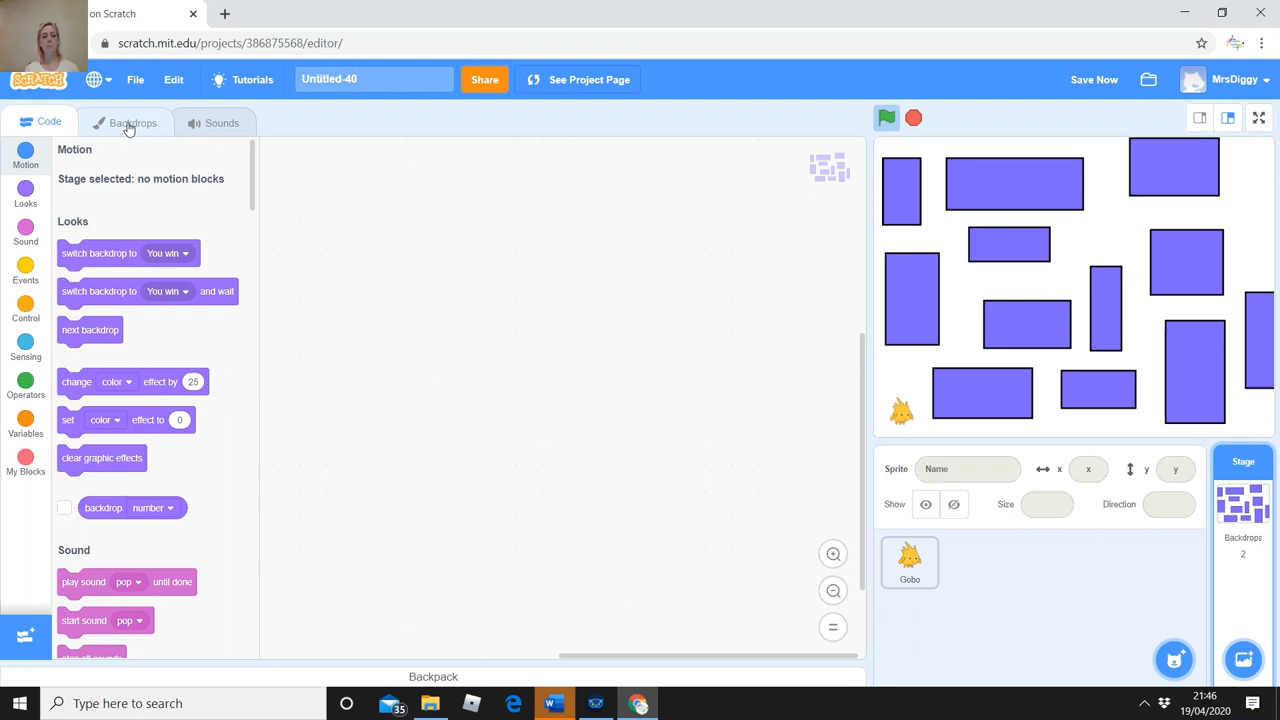 on Scratch
scratch.mit.edu/projects/386875568/editor/
SCRATCH
File
Edit
Tutorials
Untitled-40
Share
See Project Page
Save Now
MrsDiggy
Code
Backdrops
Sounds
Motion
Looks
Sound
Events
Control
Sensing
Operators
Variables
My Blocks
Motion
Stage selected: no motion blocks
Looks
switch backdrop to You win
switch backdrop to You win and wait
next backdrop
change color effect by 25
set color effect to 0
clear graphic effects
backdrop number
Sound
play sound pop until done
start sound pop
stop all sounds
Backpack
Sprite Name x x y y
Show Size Direction
Gobo
Stage
Backdrops
2
Type here to search
35
21:46
19/04/2020